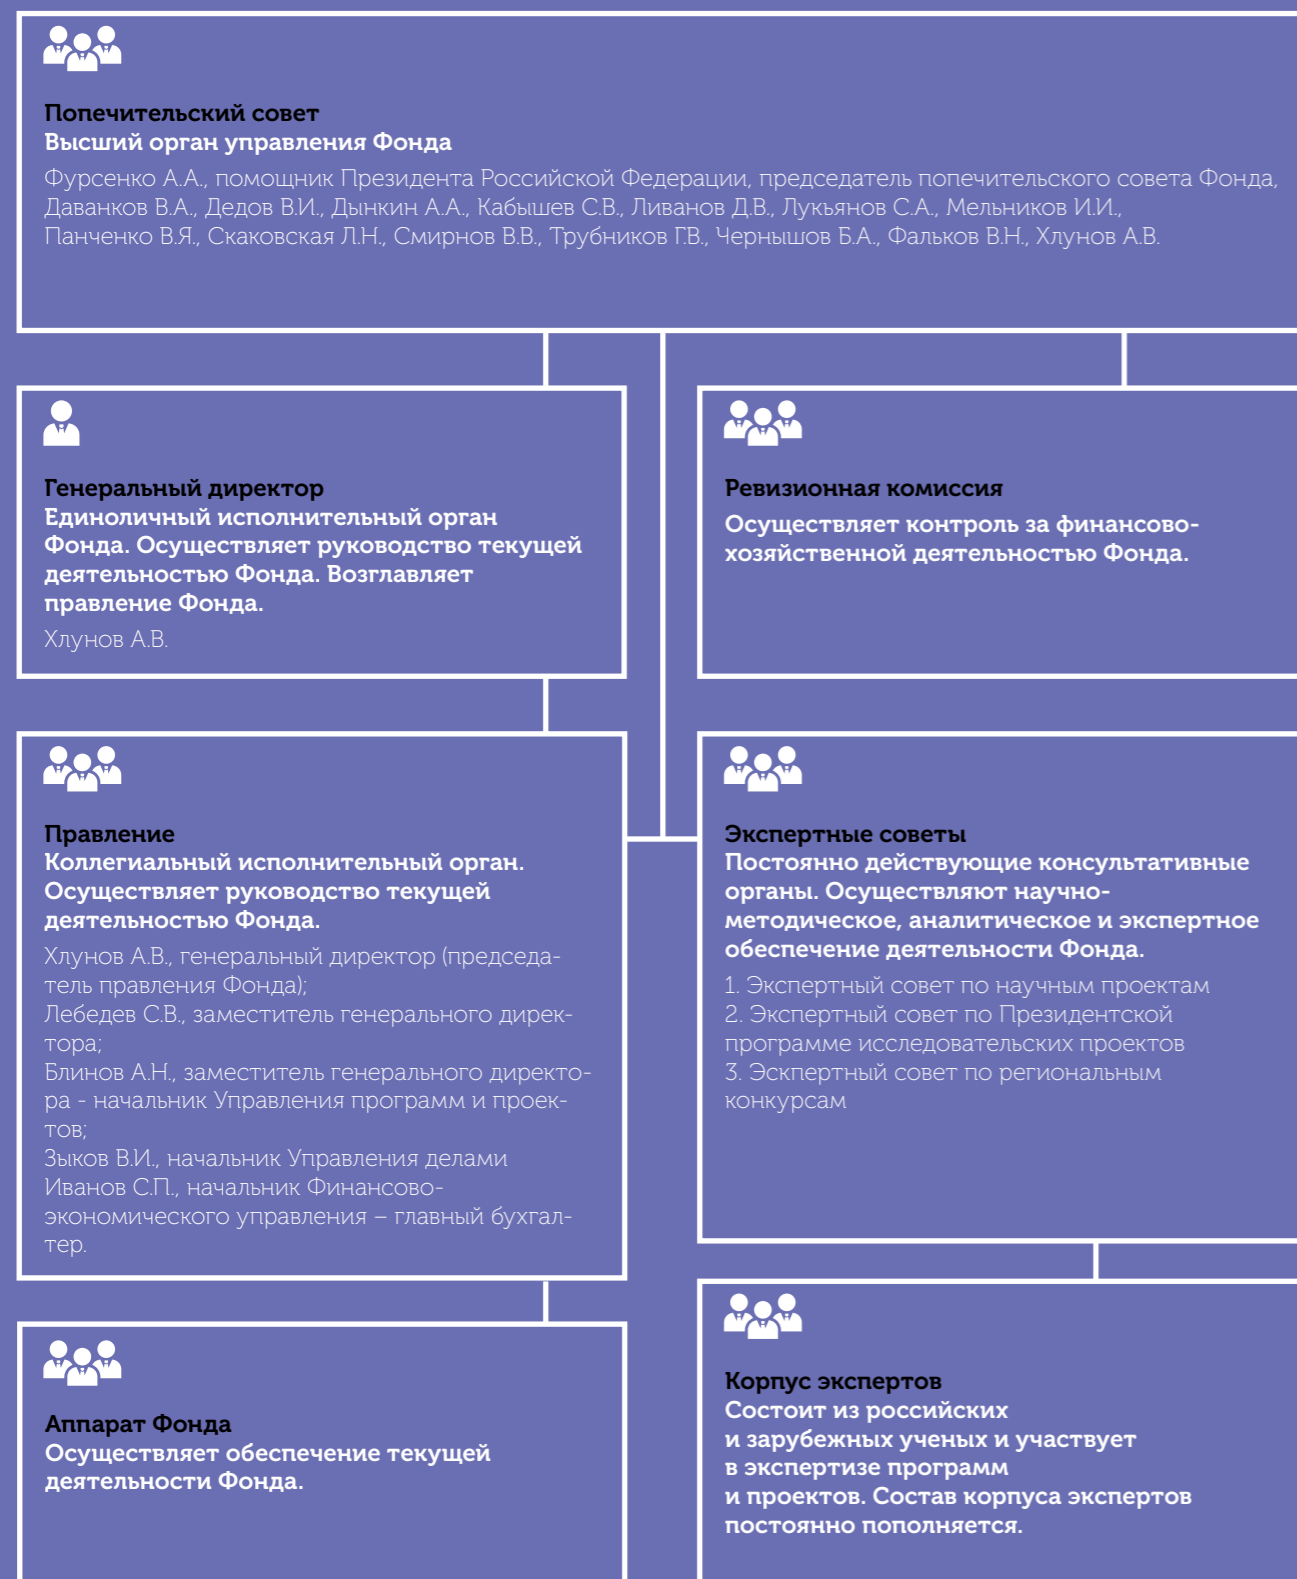 Попечительский совет
Высший орган управления Фонда
Фурсенко А.А., помощник Президента Российской Федерации, председатель попечительского совета Фонда,
Даванков В.А., Дедов В.И., Дынкин А.А., Кабышев С.В., Ливанов Д.В., Лукьянов С.А., Мельников И.И.,
Панченко В.Я., Скаковская Л.Н., Смирнов В.В., Трубников Г.В., Чернышов Б.А., Фальков В.Н., Хлунов А.В.
Генеральный директор
Единоличный исполнительный орган
Фонда. Осуществляет руководство текущей
деятельностью Фонда. Возглавляет
правление Фонда.
Хлунов А.В.
Ревизионная комиссия
Осуществляет контроль за финансово-
хозяйственной деятельностью Фонда.
Правление
Коллегиальный исполнительный орган.
Осуществляет руководство текущей
деятельностью Фонда.
Хлунов А.В., генеральный директор (председа-
тель правления Фонда);
Лебедев С.В., заместитель генерального дирек-
тора;
Блинов А.Н., заместитель генерального директо-
ра - начальник Управления программ и проек-
тов;
Зыков В.И., начальник Управления делами
Иванов С.П., начальник Финансово-
экономического управления – главный бухгал-
тер.
Экспертные советы
Постоянно действующие консультативные
органы. Осуществляют научно-
методическое, аналитическое и экспертное
обеспечение деятельности Фонда.
1. Экспертный совет по научным проектам
2. Экспертный совет по Президентской
программе исследовательских проектов
3. Эскпертный совет по региональным
конкурсам
Аппарат Фонда
Осуществляет обеспечение текущей
деятельности Фонда.
Корпус экспертов
Состоит из российских
и зарубежных ученых и участвует
в экспертизе программ
и проектов. Состав корпуса экспертов
постоянно пополняется.